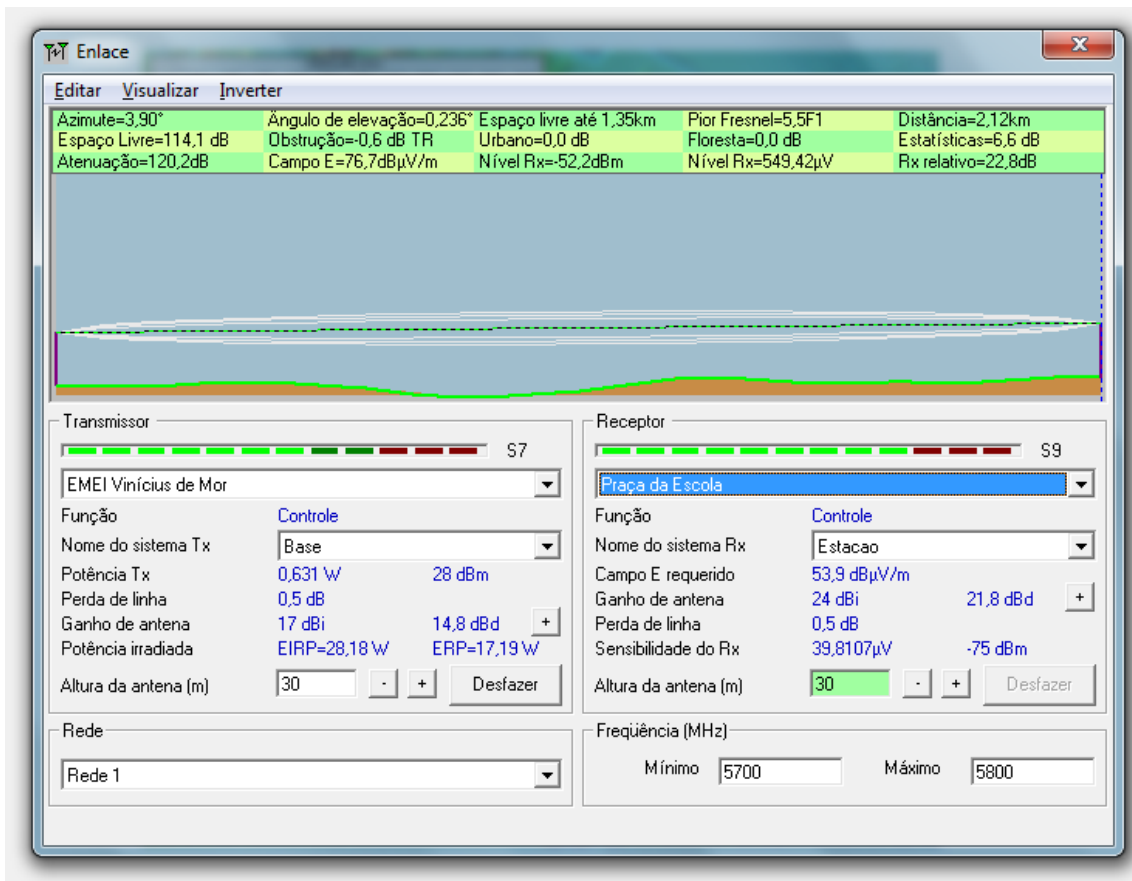 Enlace
Editar Visualizar Inverter
Azimute=3,90° Ângulo de elevação=0,236° Espaço livre até 1,35km Pior Fresnel=5,5F1 Distância=2,12km
Espaço Livre=114,1 dB Obstrução=-0,6 dB TR Urbano=0,0 dB Floresta=0,0 dB Estatísticas=6,6 dB
Atenuação=120,2dB Campo E=76,7dBµV/m Nível Rx=-52,2dBm Nível Rx=549,42µV Rx relativo=22,8dB
Transmissor
S7
EMEI Vinícius de Mor
Função Controle
Nome do sistema Tx Base
Potência Tx 0,631 W 28 dBm
Perda de linha 0,5 dB
Ganho de antena 17 dBi 14,8 dBd +
Potência irradiada EIRP=28,18 W ERP=17,19 W
Altura da antena (m) 30 - + Desfazer
Rede
Rede 1
Receptor
S9
Praça da Escola
Função Controle
Nome do sistema Rx Estacao
Campo E requerido 53,9 dBµV/m
Ganho de antena 24 dBi 21,8 dBd +
Perda de linha 0,5 dB
Sensibilidade do Rx 39,8107µV -75 dBm
Altura da antena (m) 30 - + Desfazer
Freqüência (MHz)
Mínimo 5700 Máximo 5800